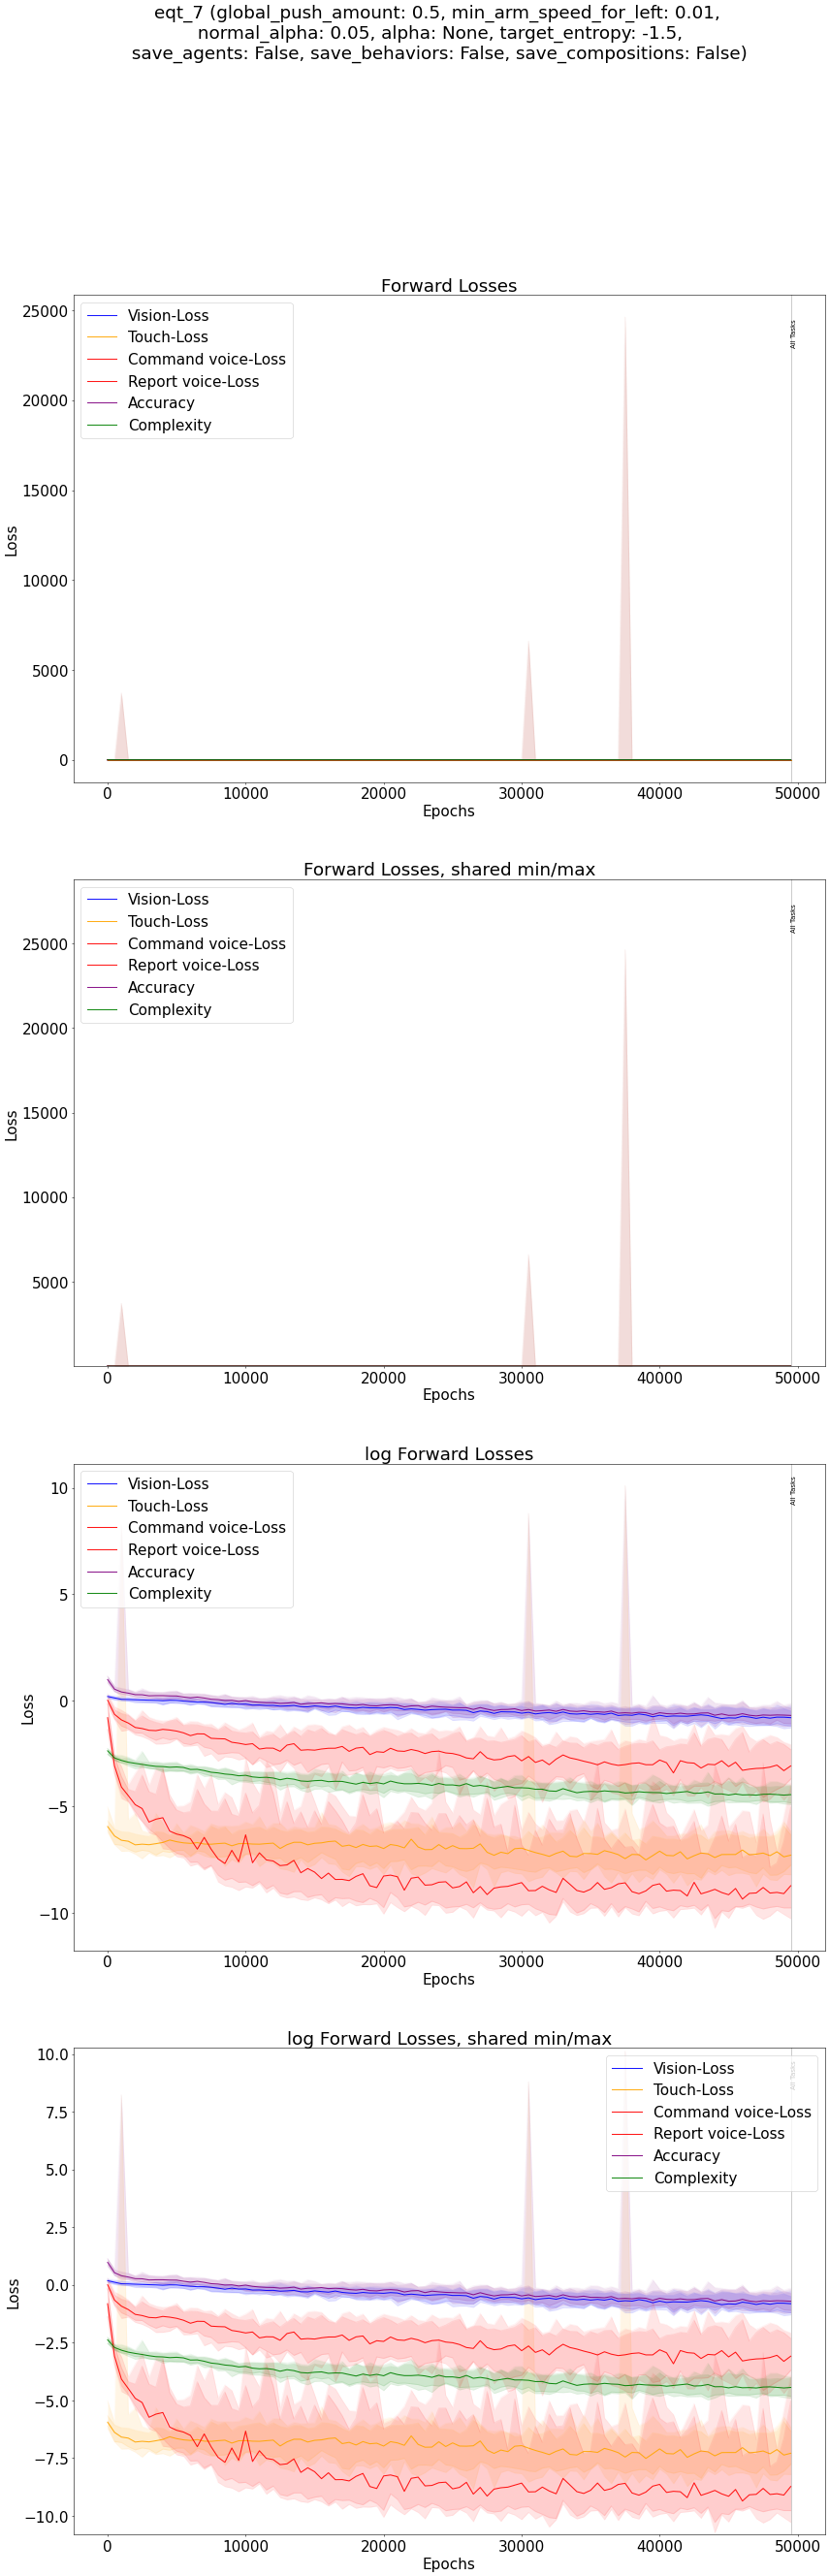 eqt_7 (global_push_amount: 0.5, min_arm_speed_for_left: 0.01,
normal_alpha: 0.05, alpha: None, target_entropy: -1.5,
save_agents: False, save_behaviors: False, save_compositions: False)
Forward Losses
Vision-Loss
Touch-Loss
Command voice-Loss
Report voice-Loss
Accuracy
Complexity
All Tasks
25000
20000
15000
10000
5000
0
Loss
0
10000
20000
30000
40000
50000
Epochs
Forward Losses, shared min/max
Vision-Loss
Touch-Loss
Command voice-Loss
Report voice-Loss
Accuracy
Complexity
All Tasks
25000
20000
15000
10000
5000
Loss
0
10000
20000
30000
40000
50000
Epochs
log Forward Losses
Vision-Loss
Touch-Loss
Command voice-Loss
Report voice-Loss
Accuracy
Complexity
All Tasks
10
5
0
−5
−10
Loss
0
10000
20000
30000
40000
50000
Epochs
log Forward Losses, shared min/max
Vision-Loss
Touch-Loss
Command voice-Loss
Report voice-Loss
Accuracy
Complexity
All Tasks
10.0
7.5
5.0
2.5
0.0
−2.5
−5.0
−7.5
−10.0
Loss
0
10000
20000
30000
40000
50000
Epochs